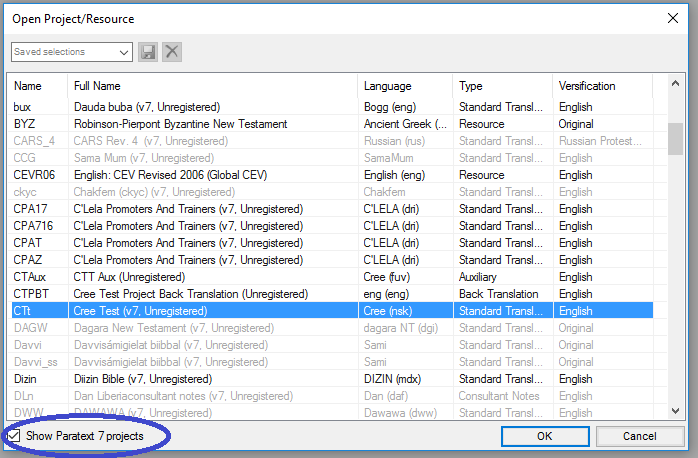 Open Project/Resource
Saved selections
Name Full Name Language Type Versification
bux Dauda buba (v7, Unregistered) Bogg (eng) Standard Transl... English
BYZ Robinson-Pierpont Byzantine New Testament Ancient Greek (... Resource Original
CARS_4 CARS Rev. 4 (v7, Unregistered) Russian (rus) Standard Transl... Russian Protest...
CCG Sama Mum (v7, Unregistered) SamaMum Standard Transl... English
CEVR06 English: CEV Revised 2006 (Global CEV) English (eng) Resource English
ckyc Chakfem (ckyc) (v7, Unregistered) Chakfem Standard Transl... English
CPA17 C'Lela Promoters And Trainers (v7, Unregistered) C'LELA (dri) Standard Transl... English
CPA716 C'Lela Promoters And Trainers (v7, Unregistered) C'LELA (dri) Standard Transl... English
CPAT C'Lela Promoters And Trainers (v7, Unregistered) C'LELA (dri) Standard Transl... English
CPAZ C'Lela Promoters And Trainers (v7, Unregistered) C'LELA (dri) Standard Transl... English
CTAux CTT Aux (Unregistered) Cree (fuv) Auxiliary English
CTPBT Cree Test Project Back Translation (Unregistered) eng (eng) Back Translation English
CTt Cree Test (v7, Unregistered) Cree (nsk) Standard Transl... English
DAGW Dagara New Testament (v7, Unregistered) dagara NT (dgi) Standard Transl... Original
Davvi Davvisámigielat biibbal (v7, Unregistered) Sami Standard Transl... Original
Davvi_ss Davvisámigielat biibbal (v7, Unregistered) Sami Standard Transl... Original
Dizin Diizin Bible (v7, Unregistered) DIZIN (mdx) Standard Transl... English
DLn Dan Liberiaconsultant notes (v7, Unregistered) Dan (daf) Consultant Notes English
DWW DAWAWA (v7, Unregistered) Dawawa (dww) Standard Transl... English
Show Paratext 7 projects OK Cancel